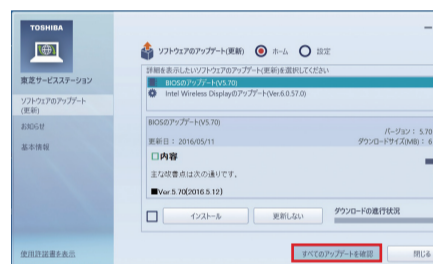 TOSHIBA
東芝サービスステーション
ソフトウェアのアップデート
(更新)
お知らせ
基本情報
使用許諾書を表示
ソフトウェアのアップデート(更新)
ホーム
設定
詳細を表示したいソフトウェアのアップデート(更新)を選択してください
BIOSのアップデート(V5.70)
Intel Wireless Displayのアップデート(Ver.6.0.57.0)
BIOSのアップデート(V5.70)
バージョン： 5.70
更新日： 2016/05/11
ダウンロードサイズ(MB)： 6
□内容
主な改善点は次の通りです。
■Ver 5.70(2016.5.12)
インストール
更新しない
ダウンロードの進行状況
すべてのアップデートを確認
閉じる